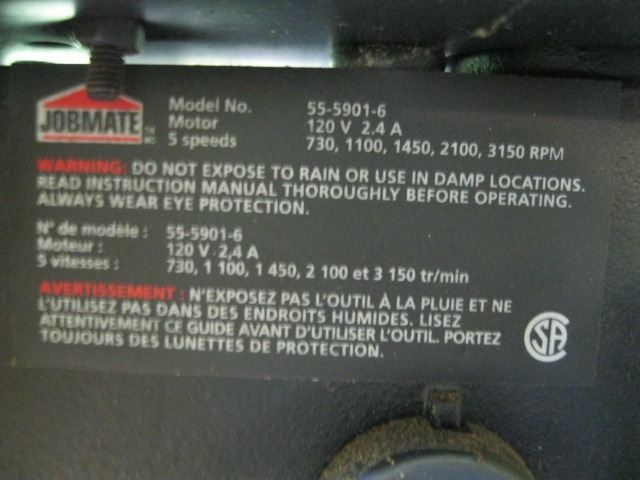 JOBMATE
Model No. 55-5901-6
Motor 120 V 2,4 A
5 speeds 730, 1100, 1450, 2100, 3150 RPM
WARNING: DO NOT EXPOSE TO RAIN OR USE IN DAMP LOCATIONS.
READ INSTRUCTION MANUAL THOROUGHLY BEFORE OPERATING.
ALWAYS WEAR EYE PROTECTION.
N° de modèle : 55-5901-6
Moteur : 120 V 2,4 A
5 vitesses : 730, 1 100, 1 450, 2 100 et 3 150 tr/min
AVERTISSEMENT : N'EXPOSEZ PAS L'OUTIL À LA PLUIE ET NE
L'UTILISEZ PAS DANS DES ENDROITS HUMIDES. LISEZ
ATTENTIVEMENT CE GUIDE AVANT D'UTILISER L'OUTIL. PORTEZ
TOUJOURS DES LUNETTES DE PROTECTION.